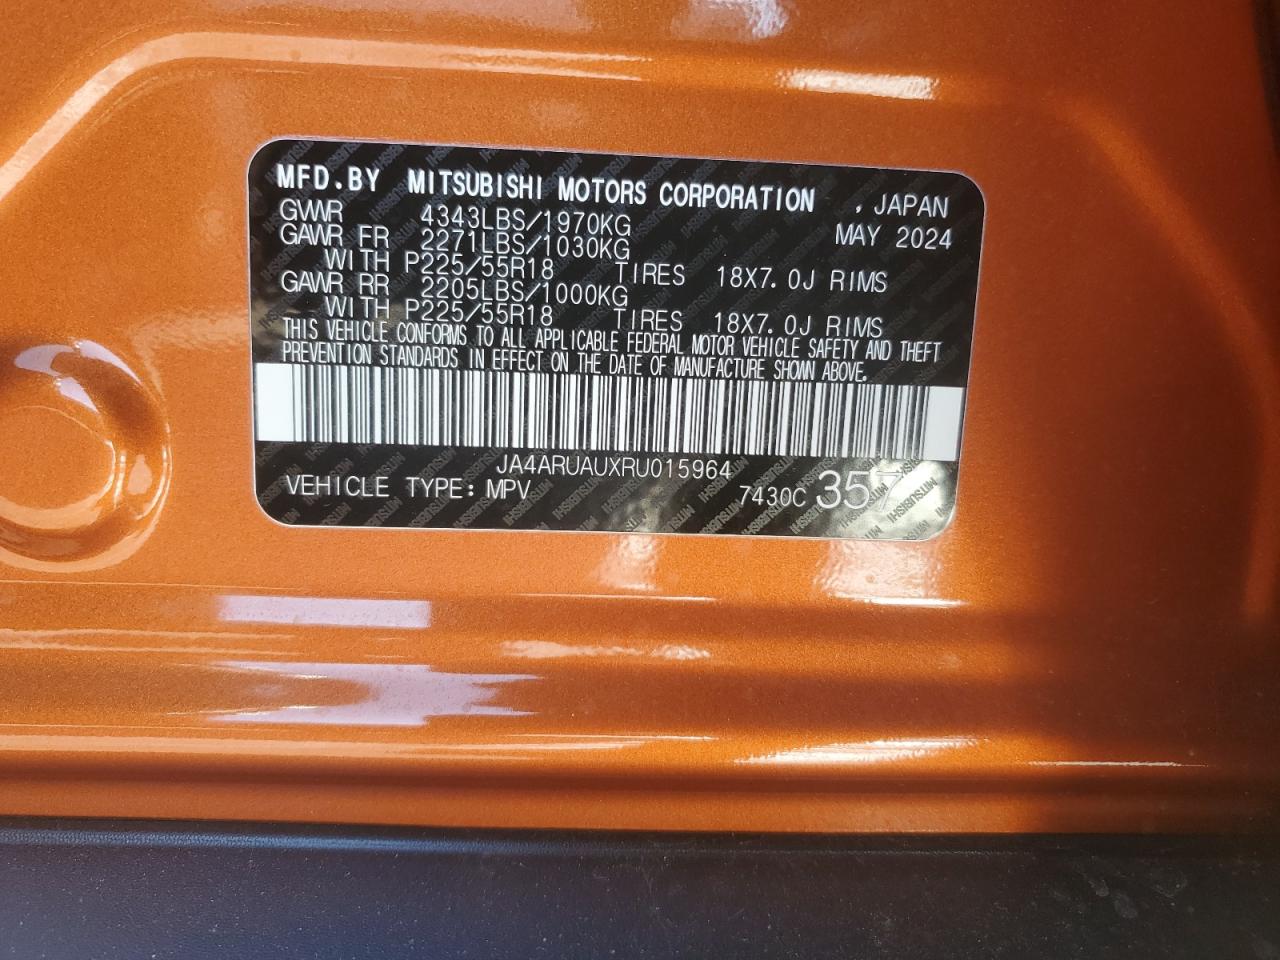 MFD.BY MITSUBISHI MOTORS CORPORATION , JAPAN
GVWR 4343LBS/1970KG MAY 2024
GAWR FR 2271LBS/1030KG
WITH P225/55R18 TIRES 18X7.0J RIMS
GAWR RR 2205LBS/1000KG
WITH P225/55R18 TIRES 18X7.0J RIMS
THIS VEHICLE CONFORMS TO ALL APPLICABLE FEDERAL MOTOR VEHICLE SAFETY AND THEFT
PREVENTION STANDARDS IN EFFECT ON THE DATE OF MANUFACTURE SHOWN ABOVE.
JA4ARUAUXRU015964
VEHICLE TYPE: MPV 7430C 357